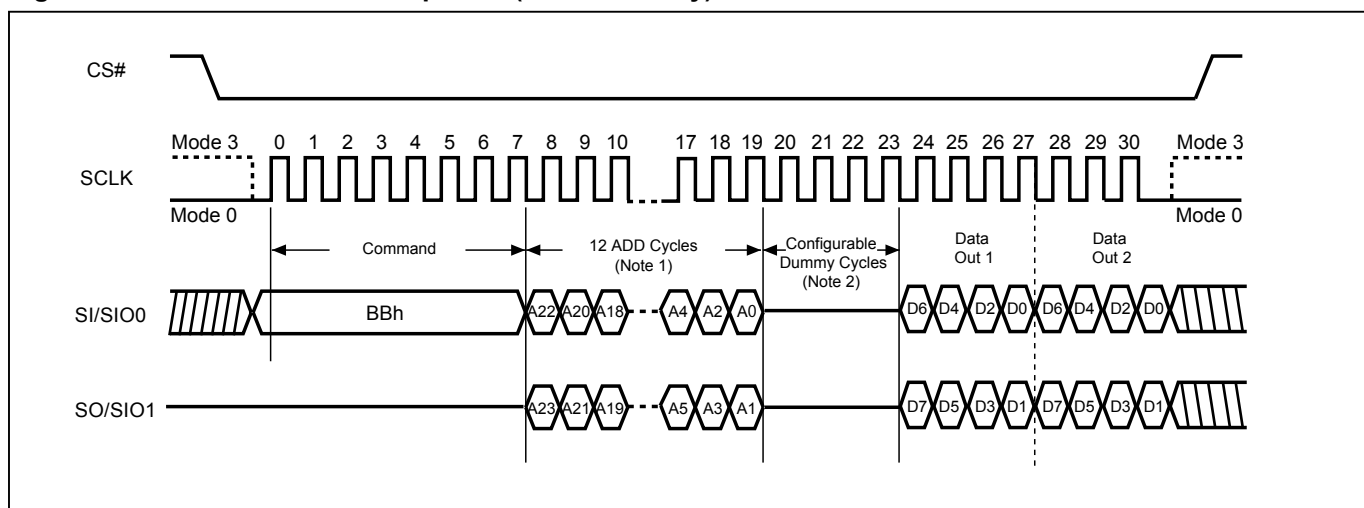 CS#
Mode 3 0 1 2 3 4 5 6 7 8 9 10 17 18 19 20 21 22 23 24 25 26 27 28 29 30 Mode 3
SCLK
Mode 0 Mode 0
Command
12 ADD Cycles
(Note 1)
Configurable
Dummy Cycles
(Note 2)
Data
Out 1
Data
Out 2
SI/SIO0 BBh A22 A20 A18 A4 A2 A0 D6 D4 D2 D0 D6 D4 D2 D0
SO/SIO1 A23 A21 A19 A5 A3 A1 D7 D5 D3 D1 D7 D5 D3 D1